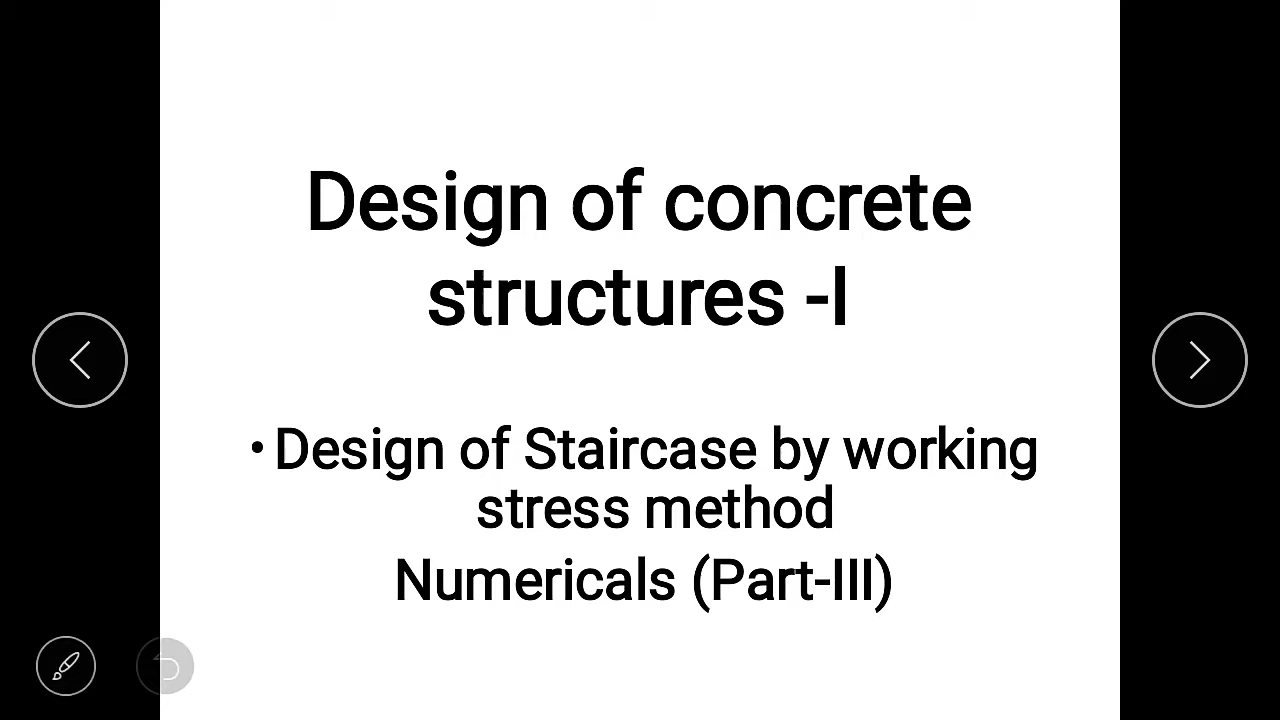 Design of concrete
structures -I
• Design of Staircase by working
stress method
Numericals (Part-III)